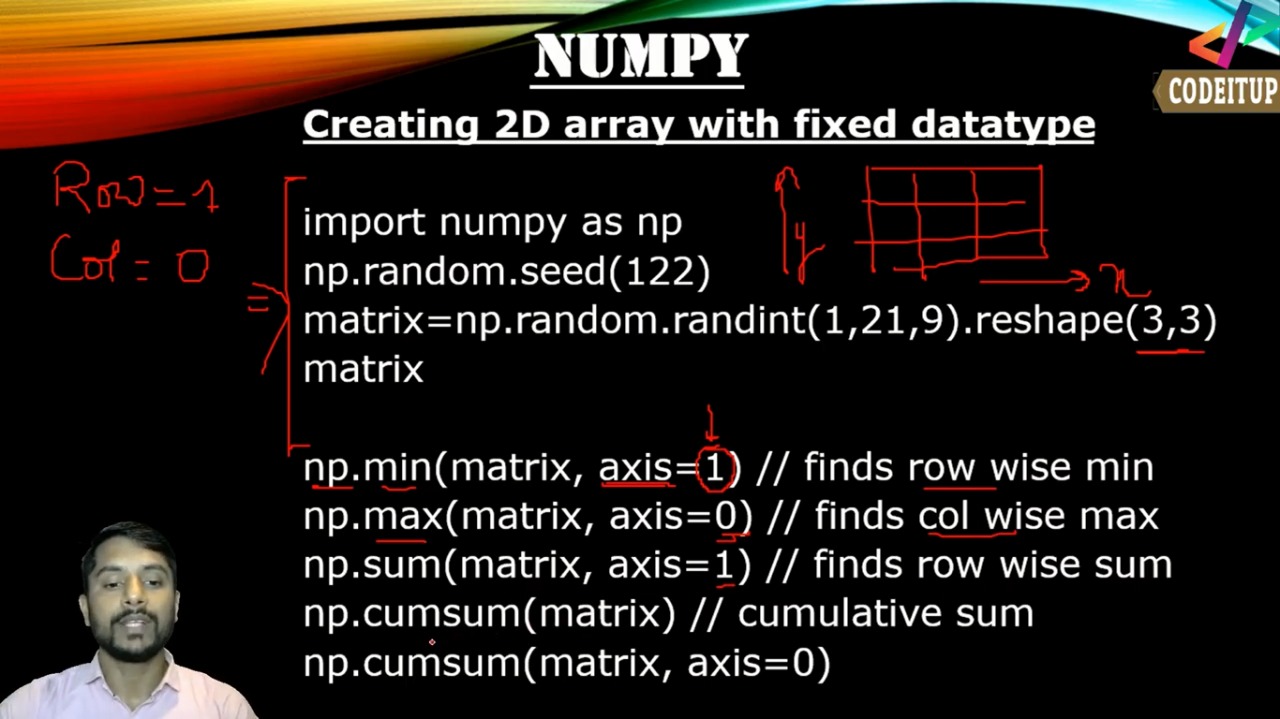 NUMPY
CODEITUP
Creating 2D array with fixed datatype
Row=1
Col=0
y
x
=>
import numpy as np
np.random.seed(122)
matrix=np.random.randint(1,21,9).reshape(3,3)
matrix
np.min(matrix, axis=1) // finds row wise min
np.max(matrix, axis=0) // finds col wise max
np.sum(matrix, axis=1) // finds row wise sum
np.cumsum(matrix) // cumulative sum
np.cumsum(matrix, axis=0)